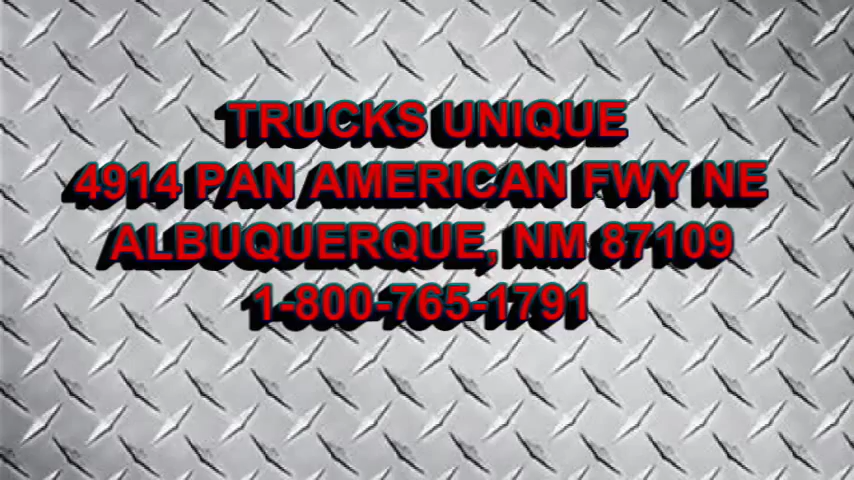 TRUCKS UNIQUE
4914 PAN AMERICAN FWY NE
ALBUQUERQUE, NM 87109
1-800-765-1791